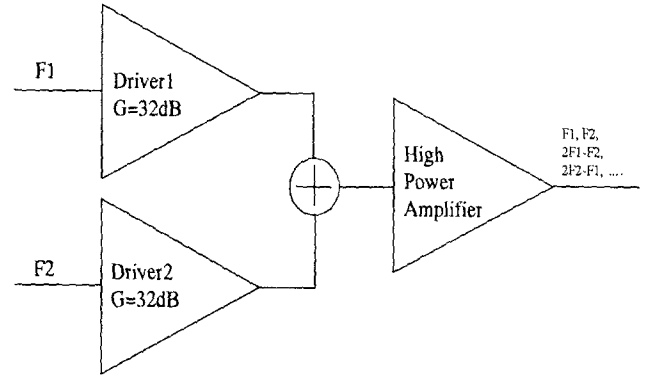 F1
Driver1
G=32dB
F2
Driver2
G=32dB
High
Power
Amplifier
F1, F2,
2F1-F2,
2F2-F1, ....